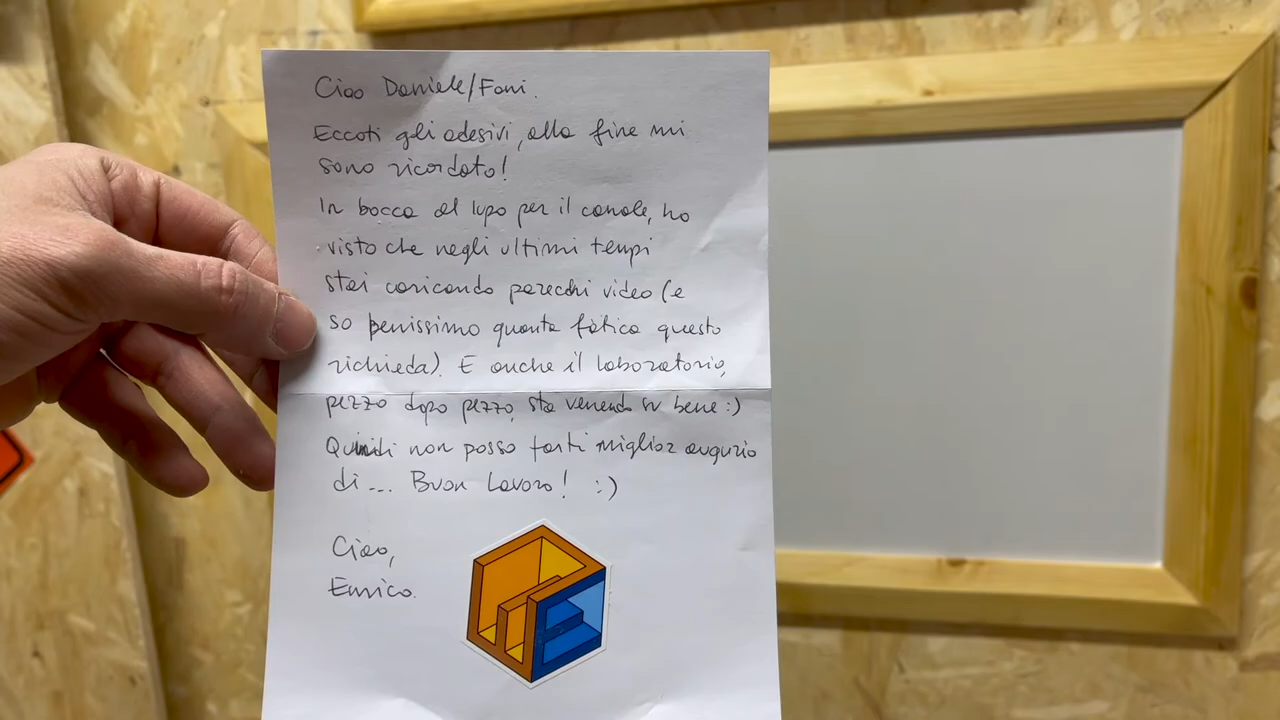 Ciao Daniele/Foni.
Eccoti gli adesivi, alla fine mi
sono ricordato!
In bocca al lupo per il canale, ho
visto che negli ultimi tempi
stai caricando parecchi video (e
so benissimo quanta fatica questo
richieda). E anche il laboratorio,
pezzo dopo pezzo, sta venendo su bene :)
Quindi non posso farti miglior augurio
di... Buon Lavoro! :)
Ciao,
Enrico.